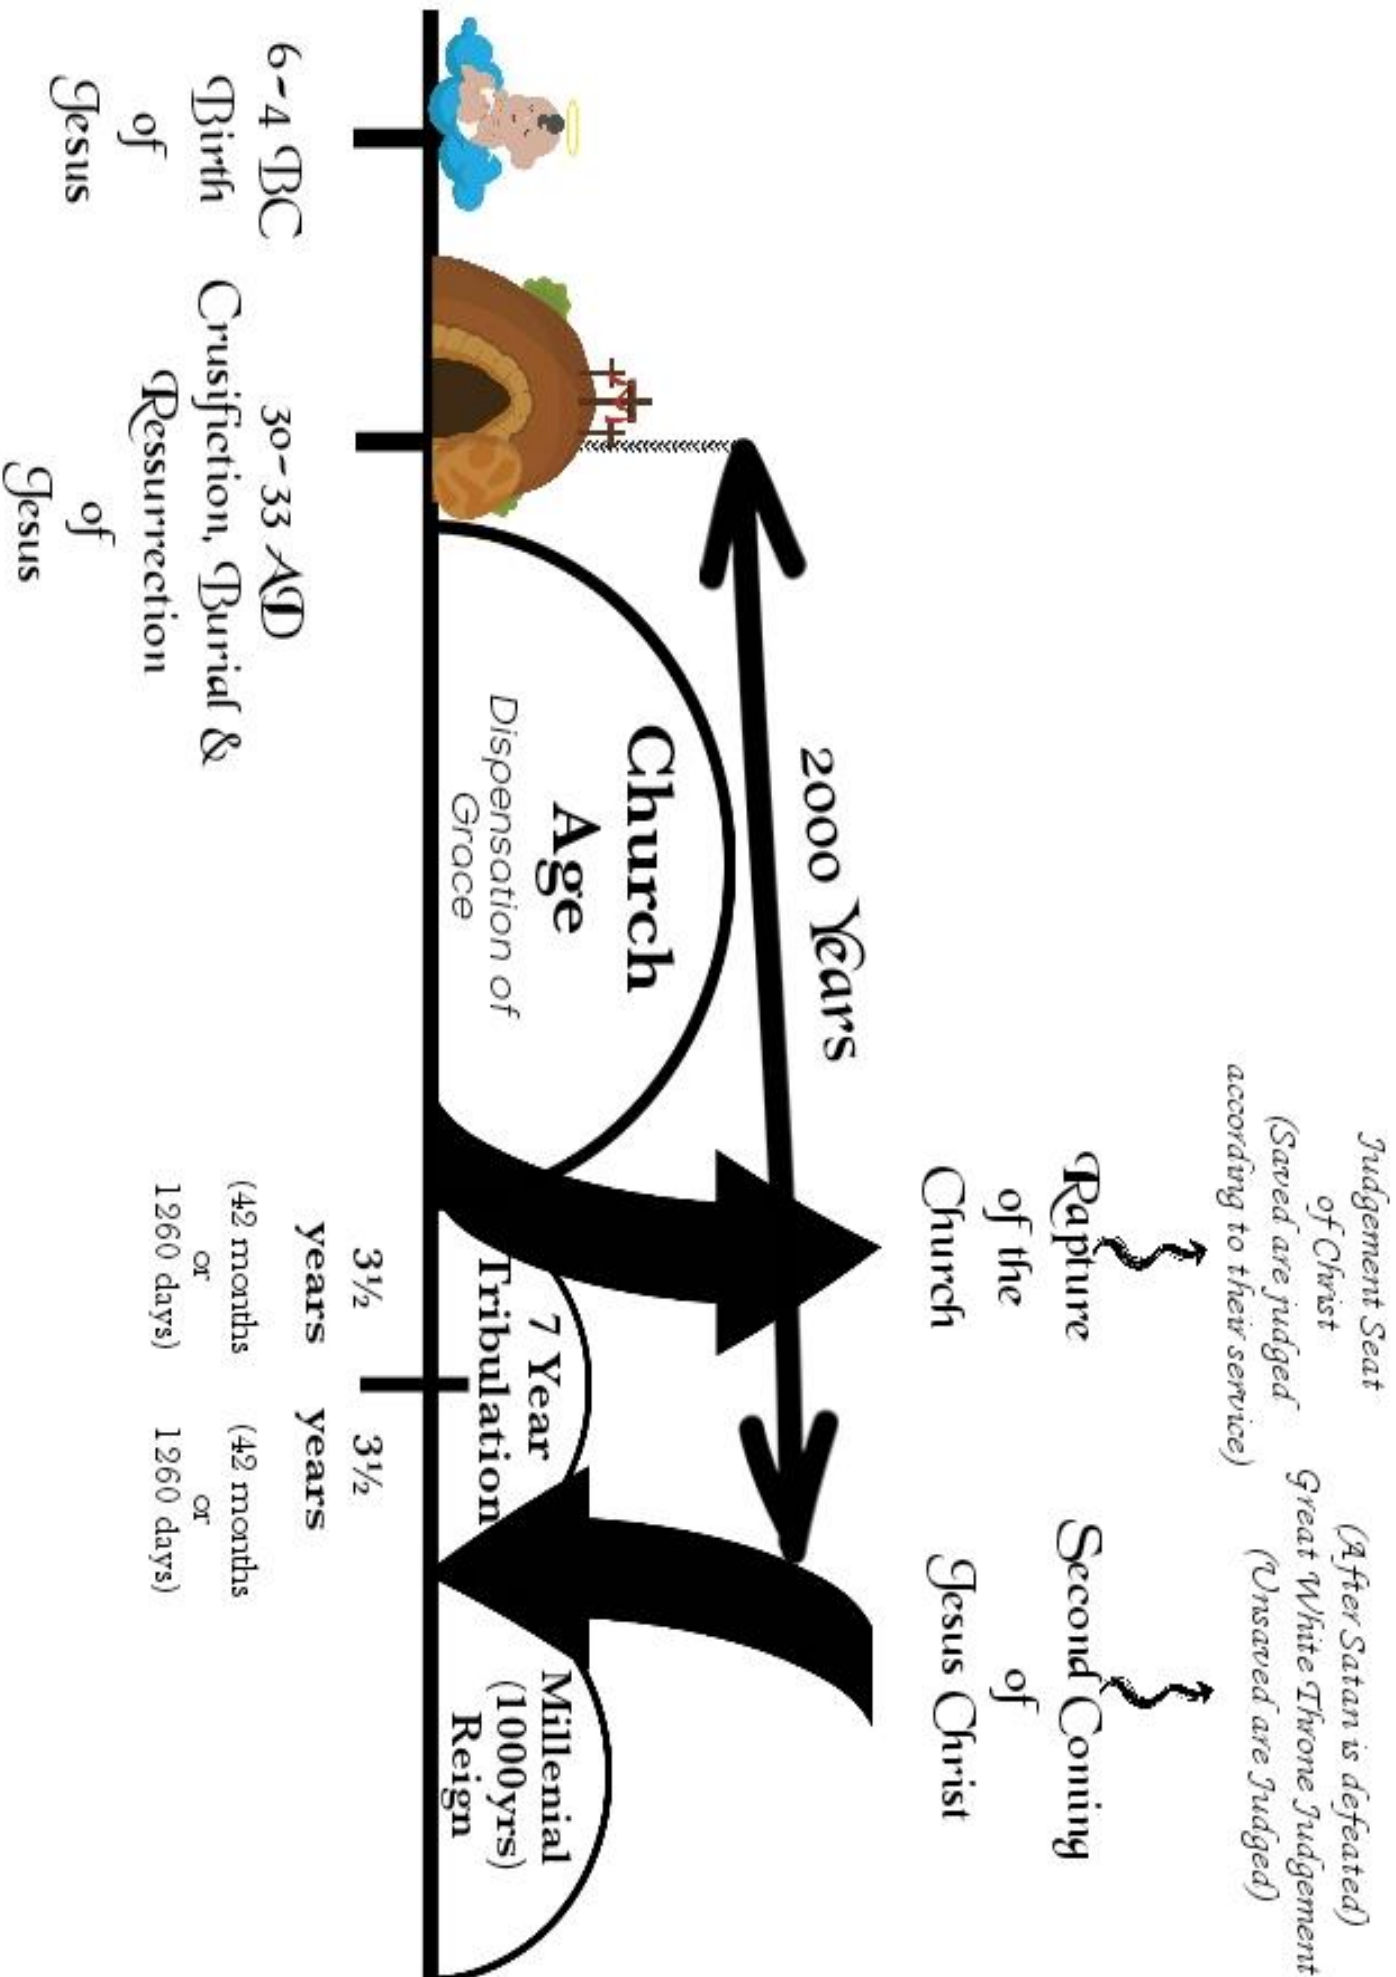 Judgement Seat
of Christ
(Saved are judged
according to their service)
(After Satan is defeated)
Great White Throne Judgement
(Unsaved are Judged)
Rapture
of the
Church
Second Coming
of
Jesus Christ
2000 Years
Church
Age
Dispensation of
Grace
7 Year
Tribulation
Millenial
(1000yrs)
Reign
6-4 BC
Birth
of
Jesus
30-33 AD
Crusifiction, Burial &
Ressurrection
of
Jesus
3½
years
(42 months
or
1260 days)
3½
years
(42 months
or
1260 days)